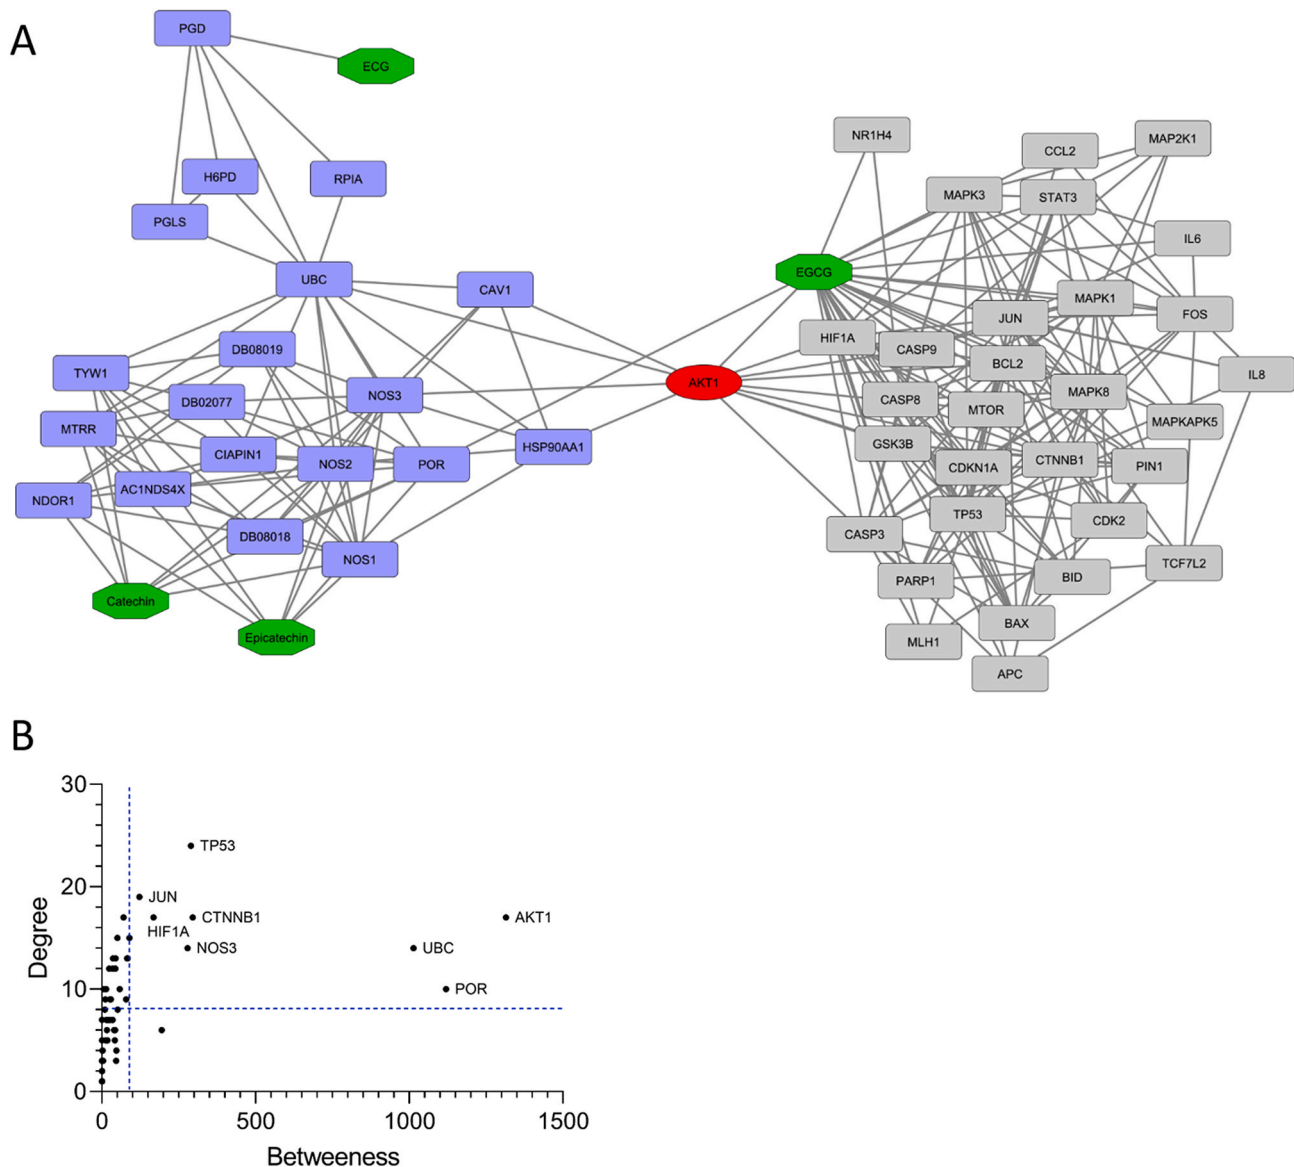 A
PGD
ECG
NR1H4
CCL2
MAP2K1
H6PD
RPIA
MAPK3
STAT3
PGLS
IL6
UBC
CAV1
EGCG
MAPK1
FOS
JUN
HIF1A
CASP9
DB08019
BCL2
TYW1
AKT1
IL8
NOS3
MAPK8
DB02077
CASP8
MTOR
MTRR
MAPKAPK5
HSP90AA1
GSK3B
CIAPIN1
NOS2
POR
CTNNB1
PIN1
CDKN1A
AC1NDS4X
NDOR1
TP53
CDK2
DB08018
CASP3
NOS1
TCF7L2
PARP1
BID
Catechin
BAX
Epicatechin
MLH1
APC
B
30
TP53
20
JUN
CTNNB1
AKT1
HIF1A
NOS3
UBC
Degree
10
POR
0
0
500
1000
1500
Betweeness